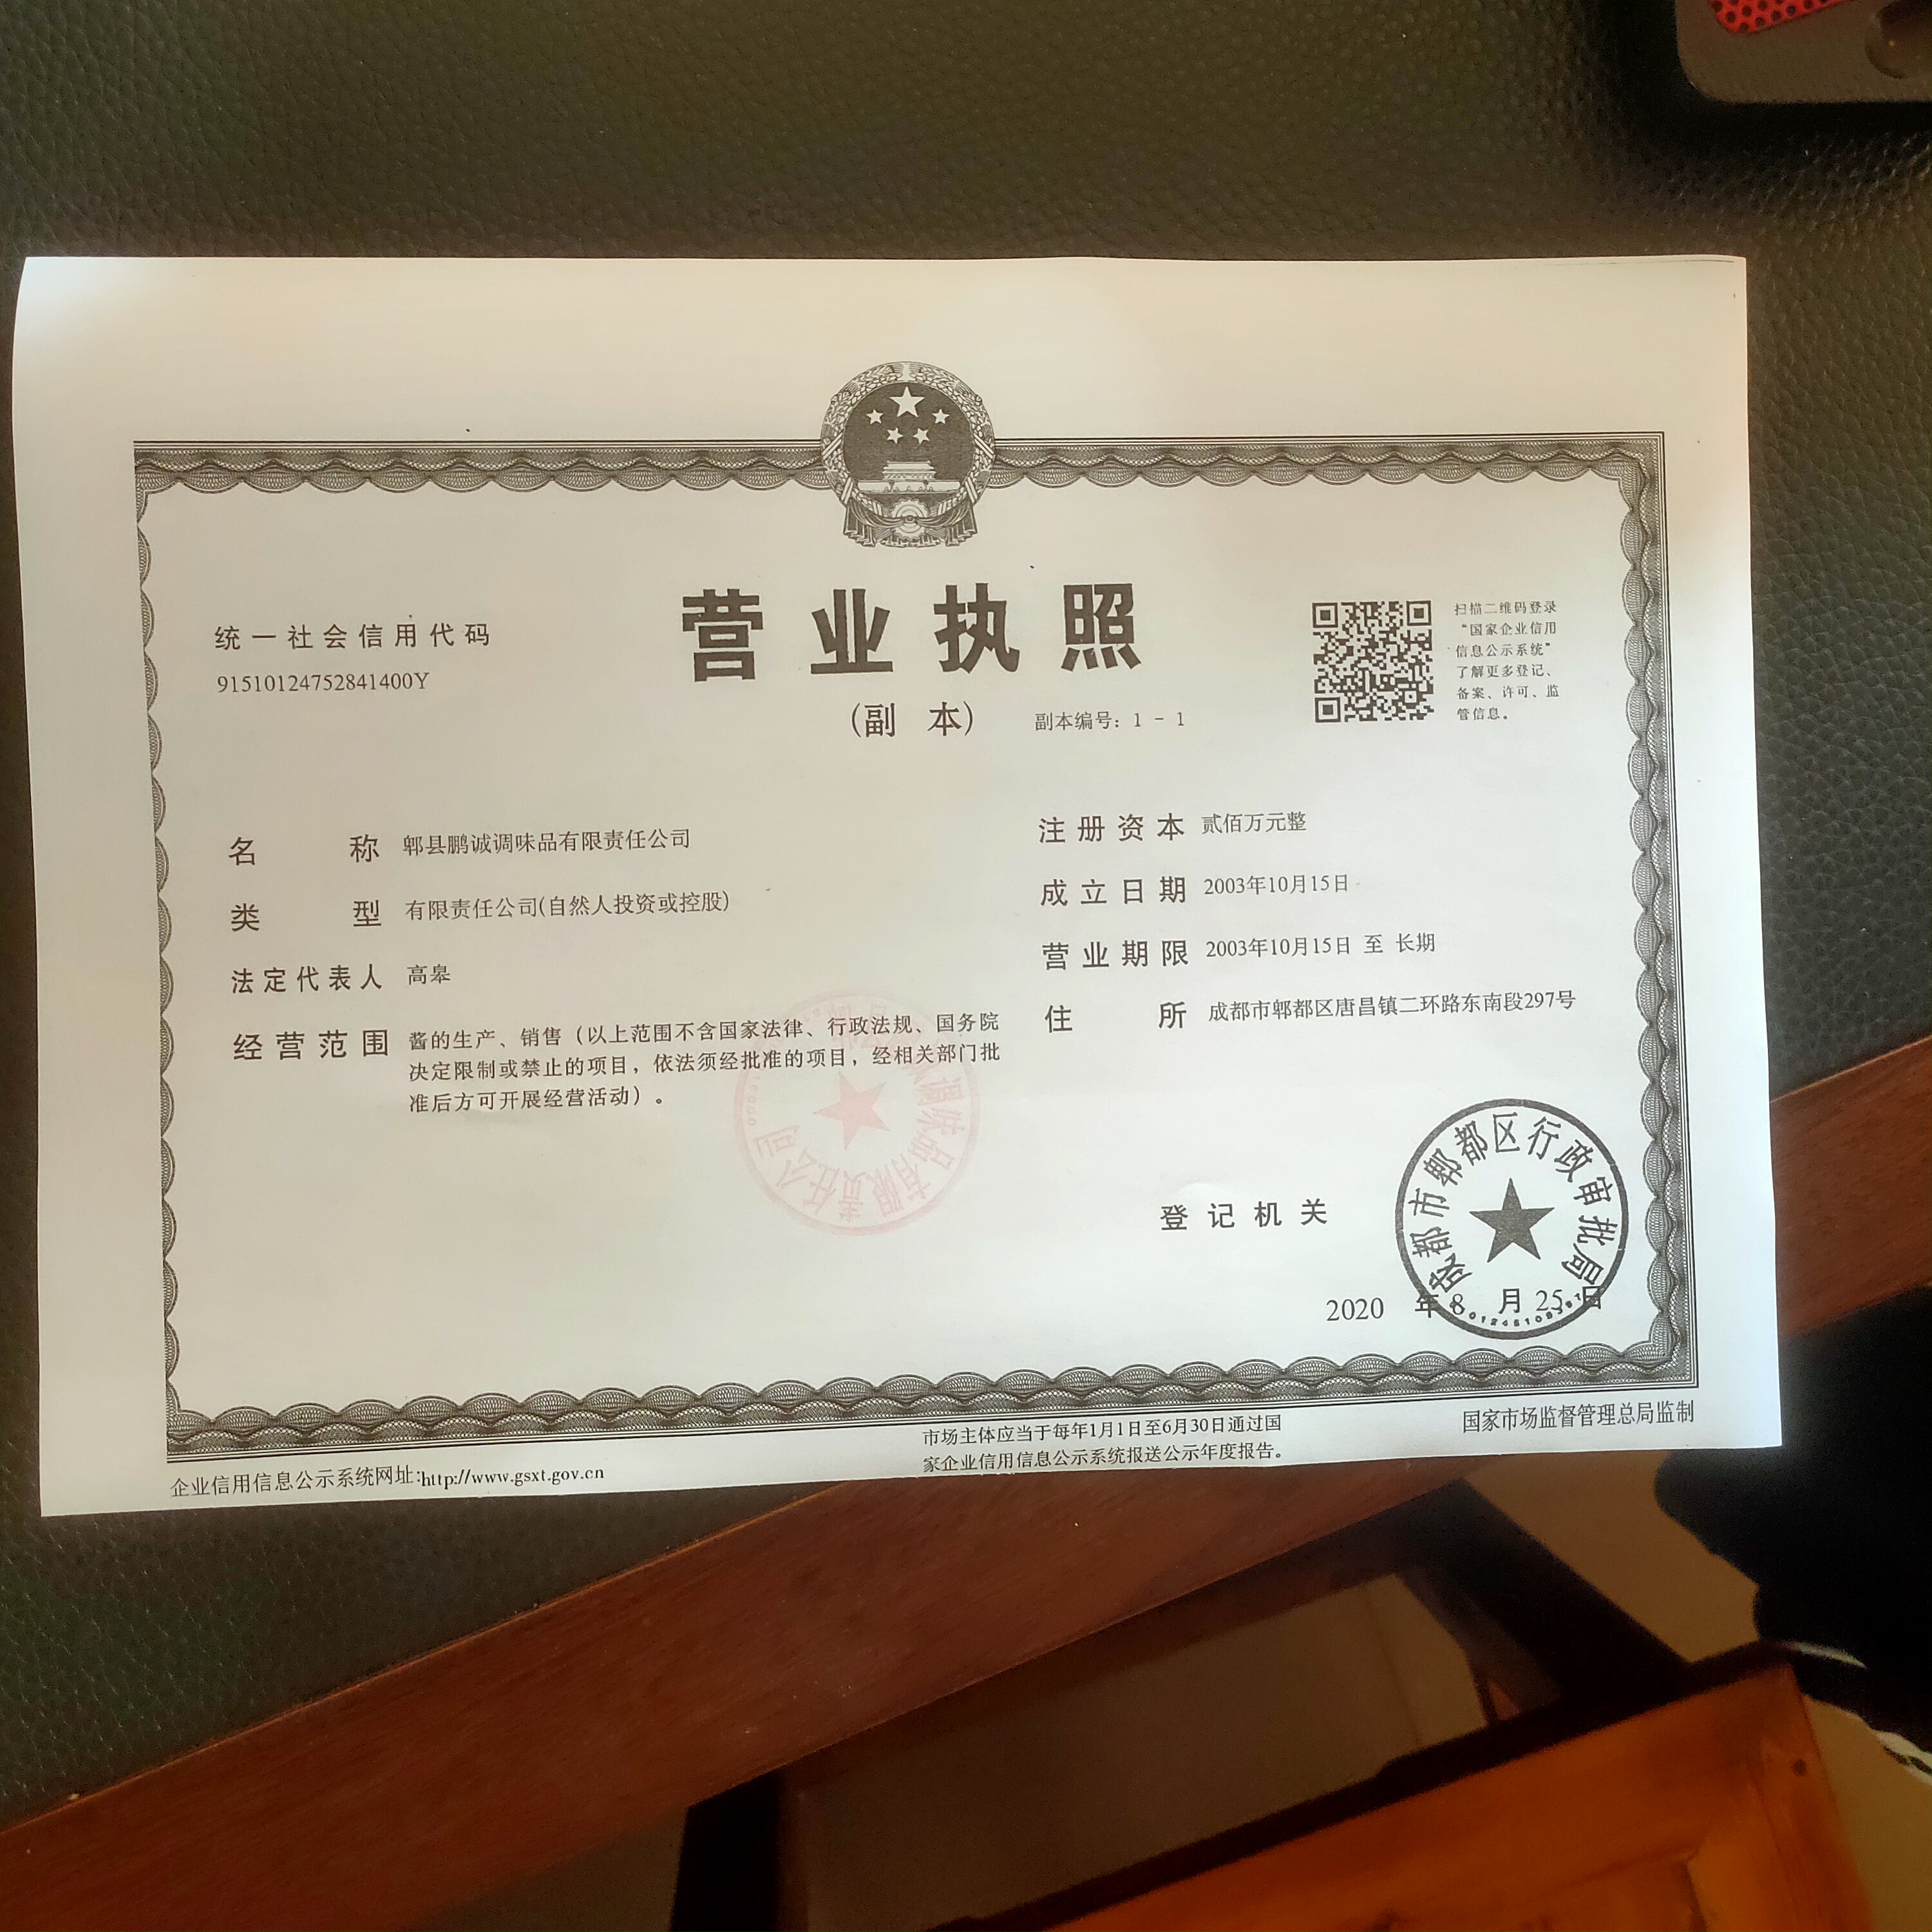 营业执照
(副 本) 副本编号：1 - 1
统一社会信用代码
91510124752841400Y
扫描二维码登录
“国家企业信用
信息公示系统”
了解更多登记、
备案、许可、监
管信息。
名 称 郫县鹏诚调味品有限责任公司
类 型 有限责任公司(自然人投资或控股)
法定代表人 高皋
经营范围 酱的生产、销售（以上范围不含国家法律、行政法规、国务院
决定限制或禁止的项目，依法须经批准的项目，经相关部门批
准后方可开展经营活动）。
注册资本 贰佰万元整
成立日期 2003年10月15日
营业期限 2003年10月15日 至 长期
住 所 成都市郫都区唐昌镇二环路东南段297号
调味品有限责任公司
登记机关
成都市郫都区行政审批局
2020 年 8 月 25 日
企业信用信息公示系统网址:http://www.gsxt.gov.cn
市场主体应当于每年1月1日至6月30日通过国
家企业信用信息公示系统报送公示年度报告。
国家市场监督管理总局监制